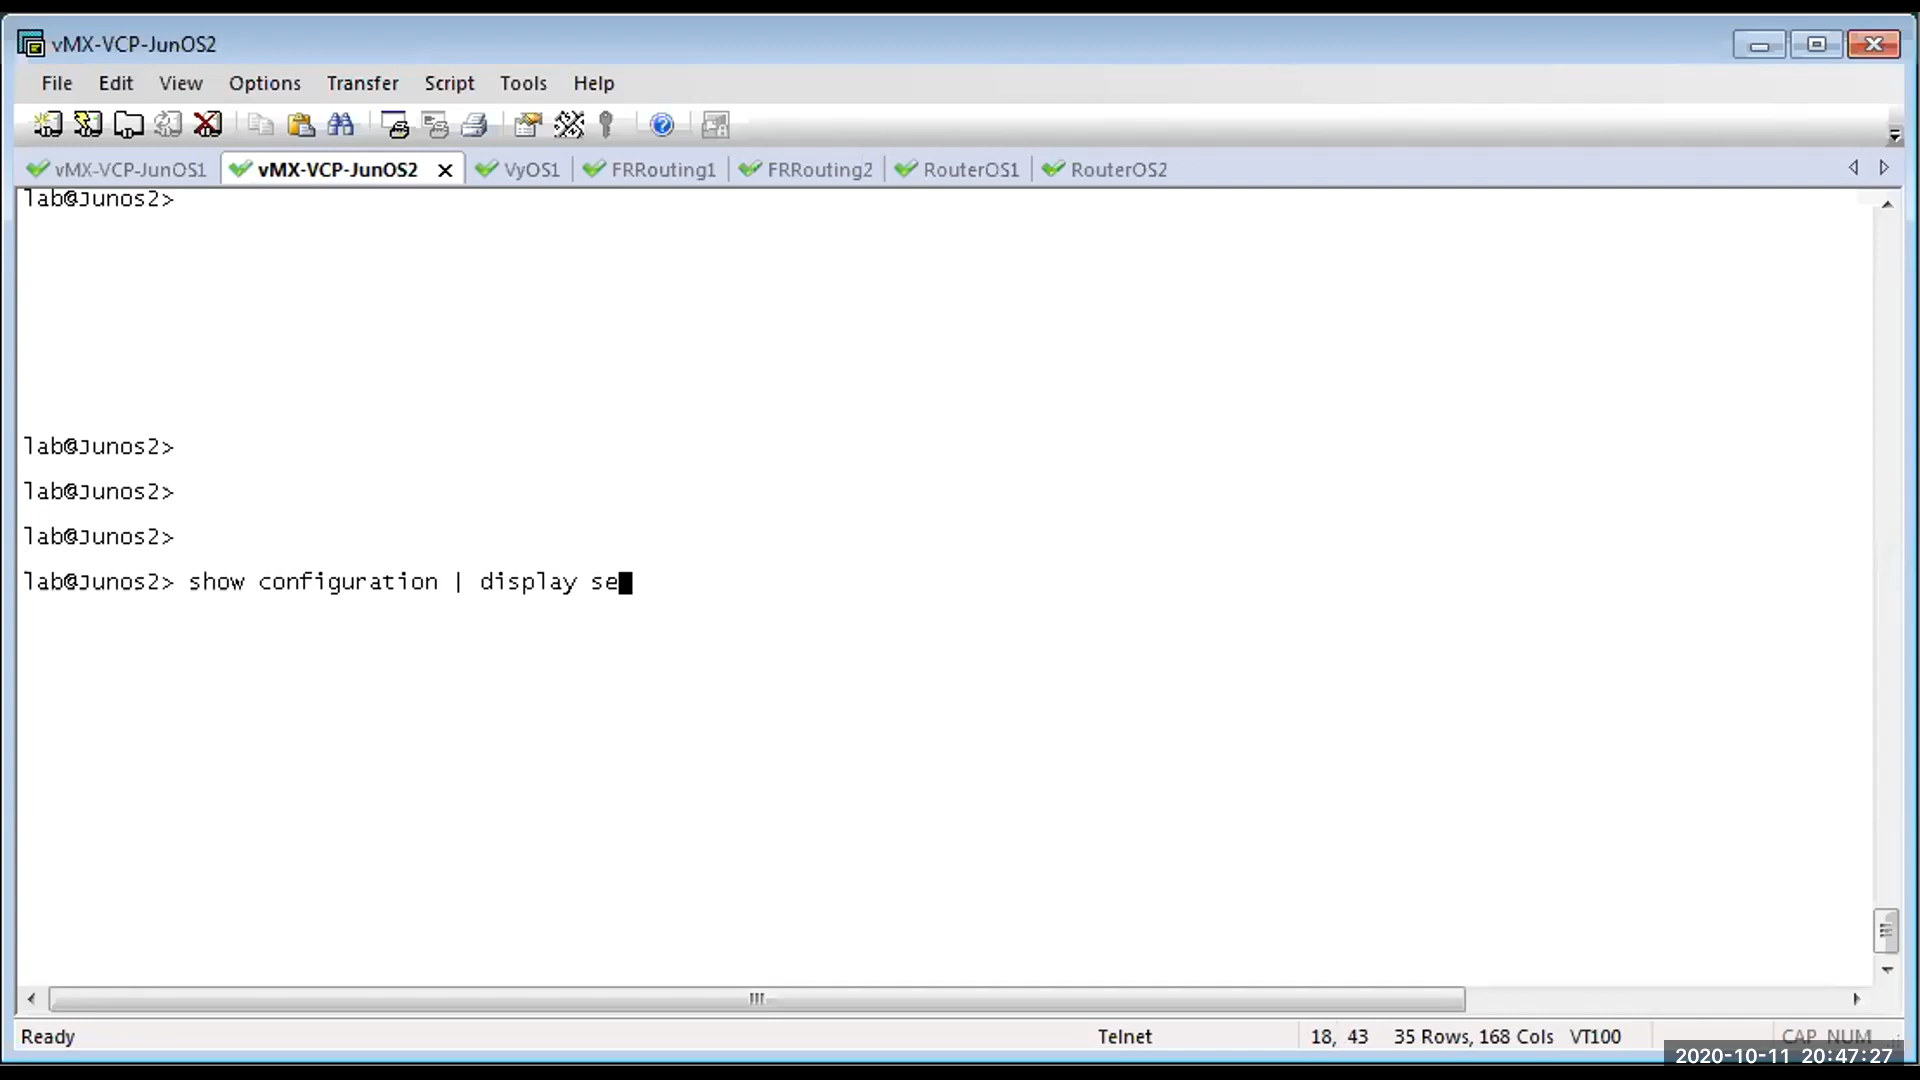 vMX-VCP-JunOS2
File Edit View Options Transfer Script Tools Help
vMX-VCP-JunOS1 vMX-VCP-JunOS2 VyOS1 FRRouting1 FRRouting2 RouterOS1 RouterOS2
lab@Junos2>
lab@Junos2>
lab@Junos2>
lab@Junos2>
lab@Junos2> show configuration | display se
Ready Telnet 18, 43 35 Rows, 168 Cols VT100 CAP NUM
2020-10-11 20:47:27